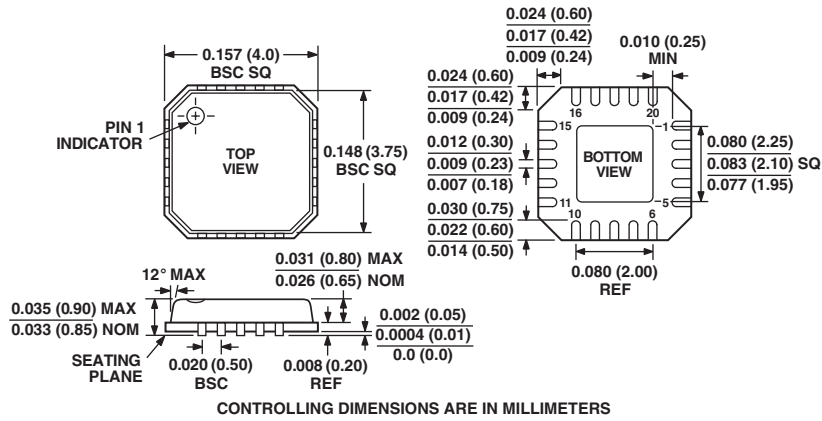 0.157 (4.0)
BSC SQ
PIN 1
INDICATOR
TOP
VIEW
0.148 (3.75)
BSC SQ
0.024 (0.60)
0.017 (0.42)
0.009 (0.24)
0.010 (0.25)
MIN
0.024 (0.60)
0.017 (0.42)
0.009 (0.24)
16
20
15
1
0.012 (0.30)
0.009 (0.23)
0.007 (0.18)
BOTTOM
VIEW
0.080 (2.25)
0.083 (2.10) SQ
0.077 (1.95)
11
5
10
6
0.030 (0.75)
0.022 (0.60)
0.014 (0.50)
0.080 (2.00)
REF
12° MAX
0.031 (0.80) MAX
0.026 (0.65) NOM
0.035 (0.90) MAX
0.033 (0.85) NOM
0.002 (0.05)
0.0004 (0.01)
0.0 (0.0)
SEATING
PLANE
0.020 (0.50)
BSC
0.008 (0.20)
REF
CONTROLLING DIMENSIONS ARE IN MILLIMETERS